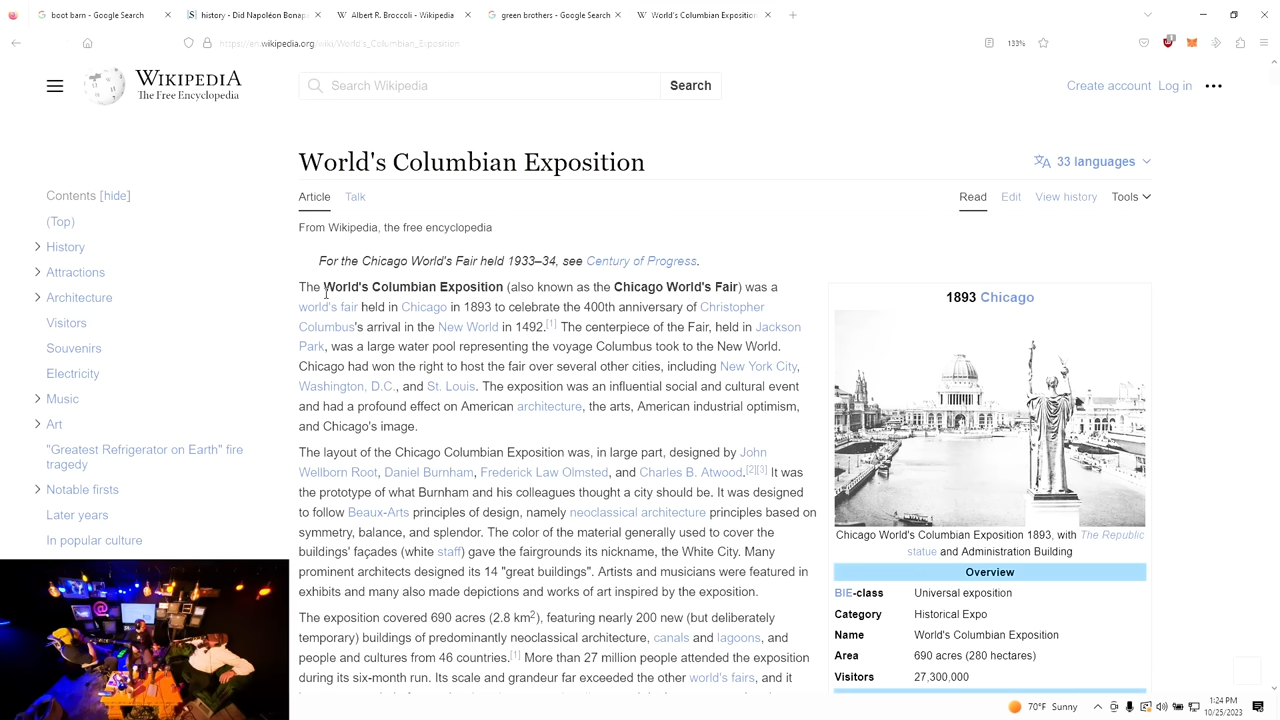 boot barn - Google Search
history - Did Napoléon Bonap
Albert R. Broccoli - Wikipedia
green brothers - Google Search
World's Columbian Exposition
https://en.wikipedia.org/wiki/World's_Columbian_Exposition
133%
WIKIPEDIA
The Free Encyclopedia
Search Wikipedia
Search
Create account Log in
World's Columbian Exposition
33 languages
Article Talk
Read Edit View history Tools
From Wikipedia, the free encyclopedia
Contents [hide]
(Top)
History
Attractions
Architecture
Visitors
Souvenirs
Electricity
Music
Art
"Greatest Refrigerator on Earth" fire
tragedy
Notable firsts
Later years
In popular culture
For the Chicago World's Fair held 1933–34, see Century of Progress.
The World's Columbian Exposition (also known as the Chicago World's Fair) was a
world's fair held in Chicago in 1893 to celebrate the 400th anniversary of Christopher
Columbus's arrival in the New World in 1492.[1] The centerpiece of the Fair, held in Jackson
Park, was a large water pool representing the voyage Columbus took to the New World.
Chicago had won the right to host the fair over several other cities, including New York City,
Washington, D.C., and St. Louis. The exposition was an influential social and cultural event
and had a profound effect on American architecture, the arts, American industrial optimism,
and Chicago's image.
The layout of the Chicago Columbian Exposition was, in large part, designed by John
Wellborn Root, Daniel Burnham, Frederick Law Olmsted, and Charles B. Atwood.[2][3] It was
the prototype of what Burnham and his colleagues thought a city should be. It was designed
to follow Beaux-Arts principles of design, namely neoclassical architecture principles based on
symmetry, balance, and splendor. The color of the material generally used to cover the
buildings' façades (white staff) gave the fairgrounds its nickname, the White City. Many
prominent architects designed its 14 "great buildings". Artists and musicians were featured in
exhibits and many also made depictions and works of art inspired by the exposition.
The exposition covered 690 acres (2.8 km2), featuring nearly 200 new (but deliberately
temporary) buildings of predominantly neoclassical architecture, canals and lagoons, and
people and cultures from 46 countries.[1] More than 27 million people attended the exposition
during its six-month run. Its scale and grandeur far exceeded the other world's fairs, and it
1893 Chicago
Chicago World's Columbian Exposition 1893, with The Republic
statue and Administration Building
Overview
BIE-class Universal exposition
Category Historical Expo
Name World's Columbian Exposition
Area 690 acres (280 hectares)
Visitors 27,300,000
70°F Sunny
1:24 PM
10/25/2023